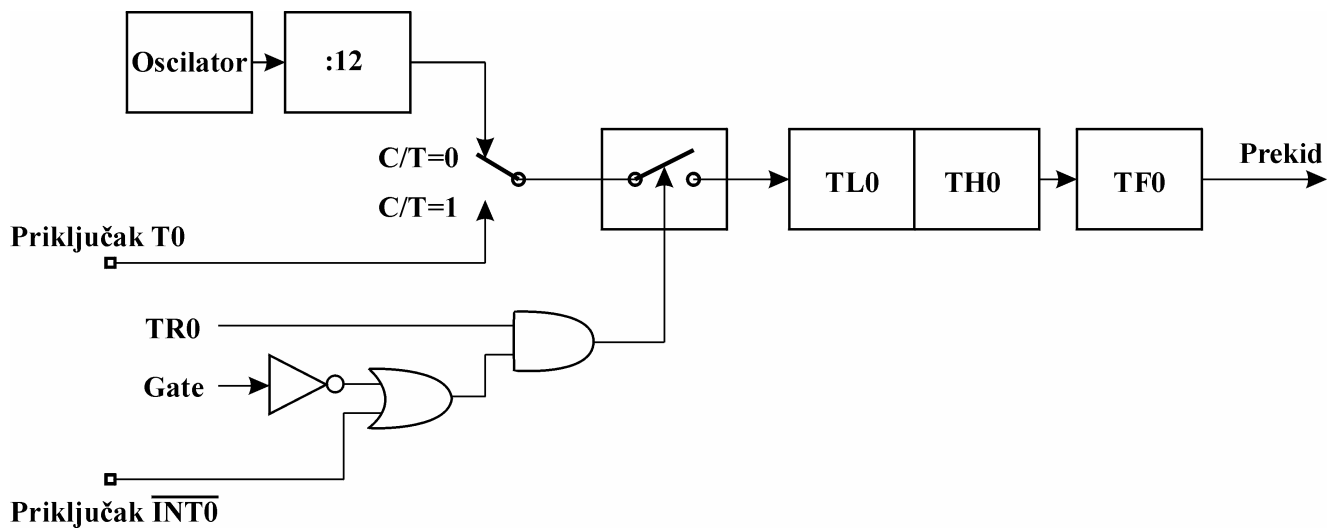 Oscilator
:12
C/T=0
C/T=1
Priključak T0
TL0
TH0
TF0
Prekid
TR0
Gate
Priključak INT0